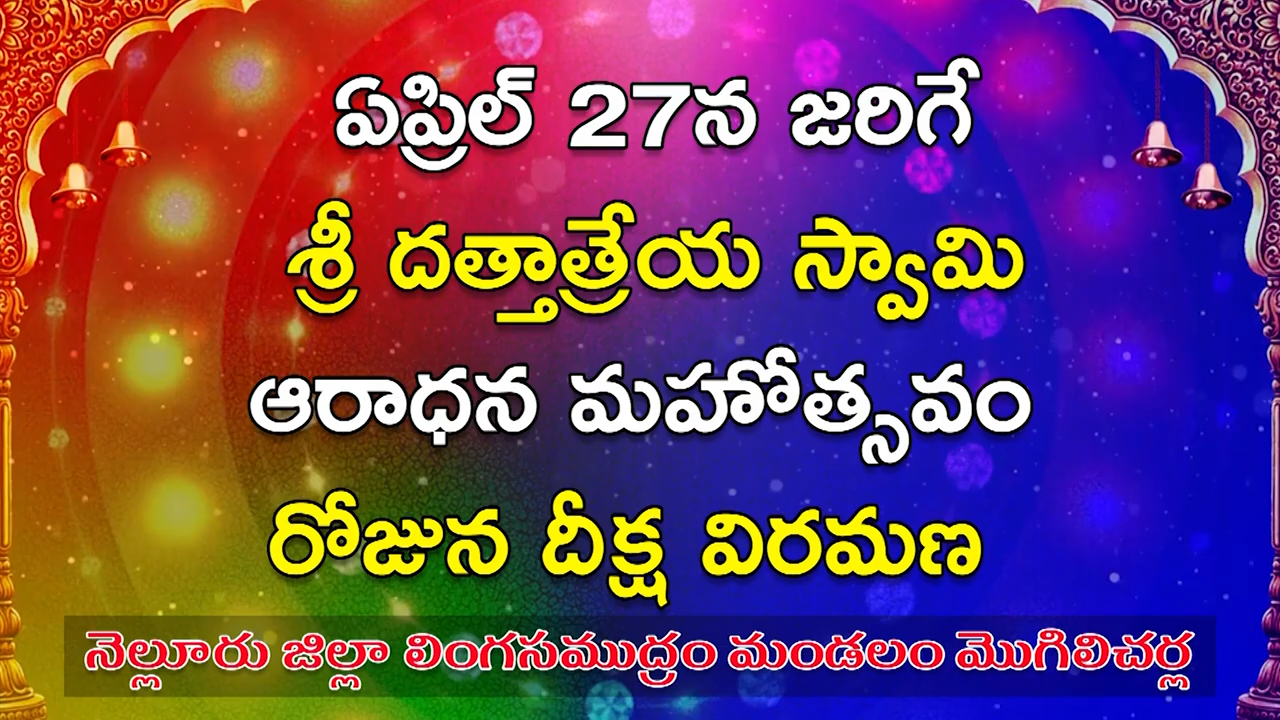 ఏప్రిల్ 27న జరిగే
శ్రీ దత్తాత్రేయ స్వామి
ఆరాధన మహోత్సవం
రోజున దీక్ష విరమణ
నెల్లూరు జిల్లా లింగసముద్రం మండలం మొగిలిచర్ల